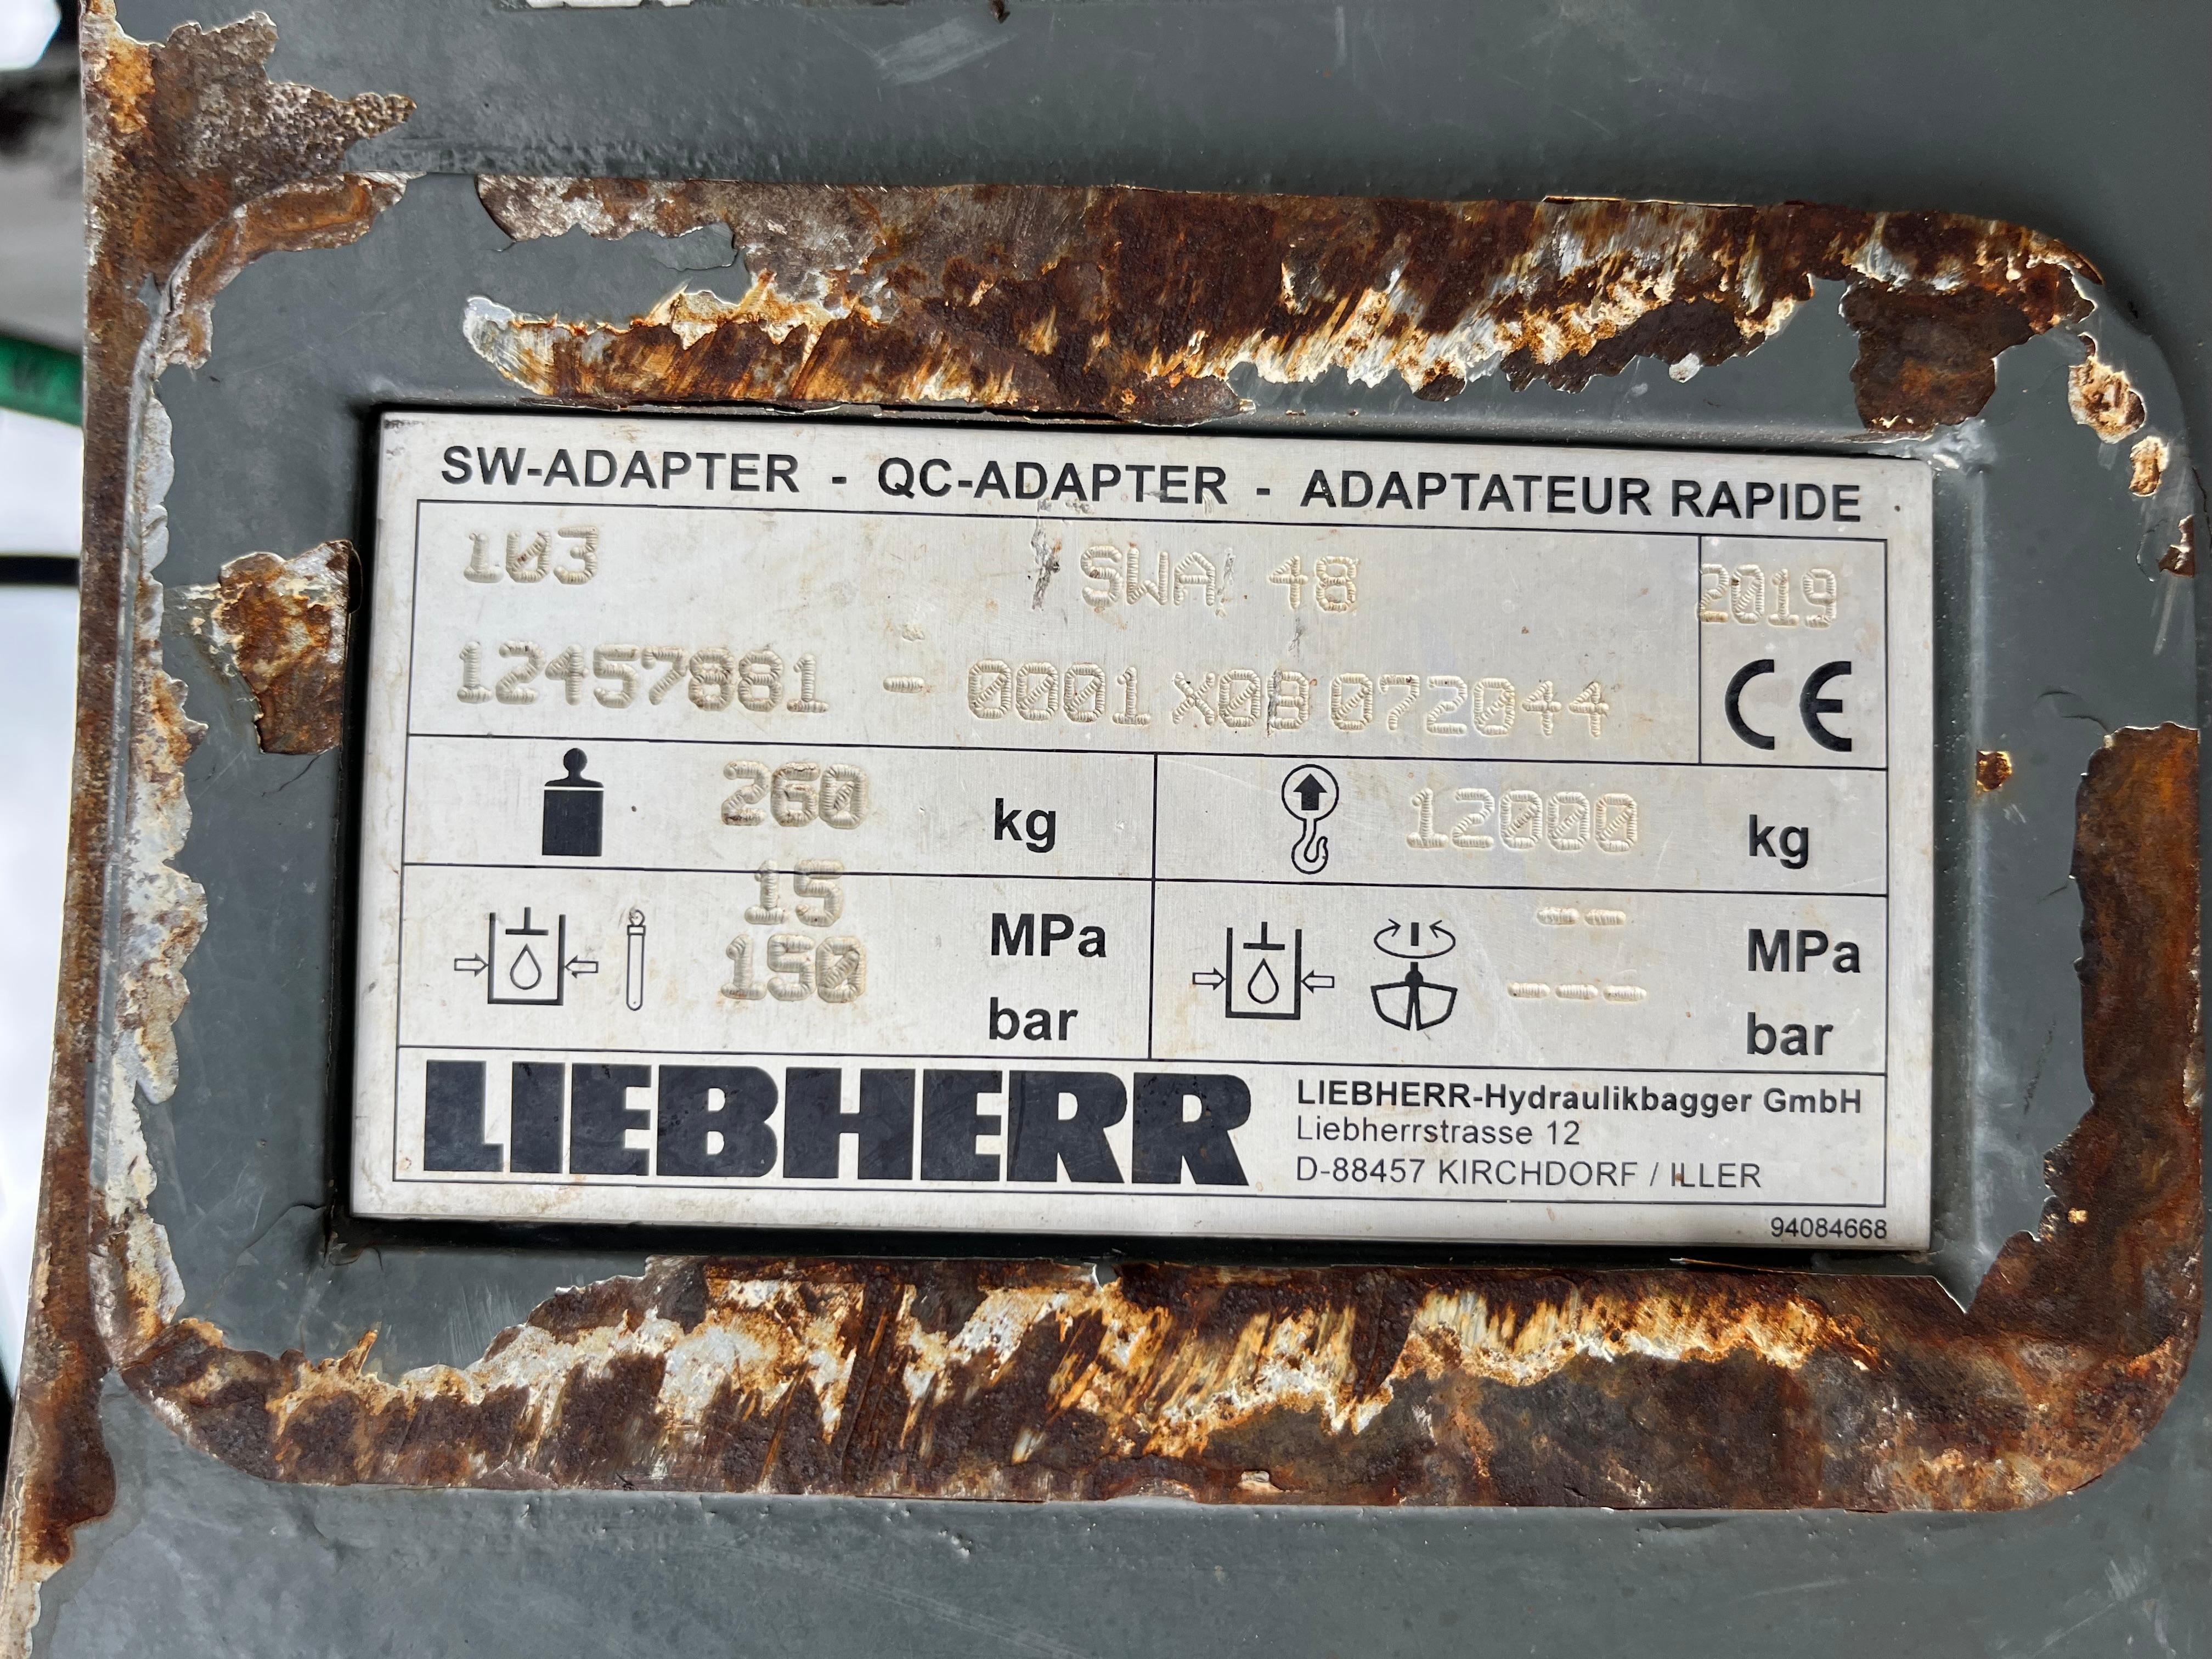 SW-ADAPTER - QC-ADAPTER - ADAPTATEUR RAPIDE
103 SWA 48 2019
12457881 - 0001 X0B 072044 CE
260 kg 12000 kg
15 MPa -- MPa
150 bar --- bar
LIEBHERR
LIEBHERR-Hydraulikbagger GmbH
Liebherrstrasse 12
D-88457 KIRCHDORF / ILLER
94084668